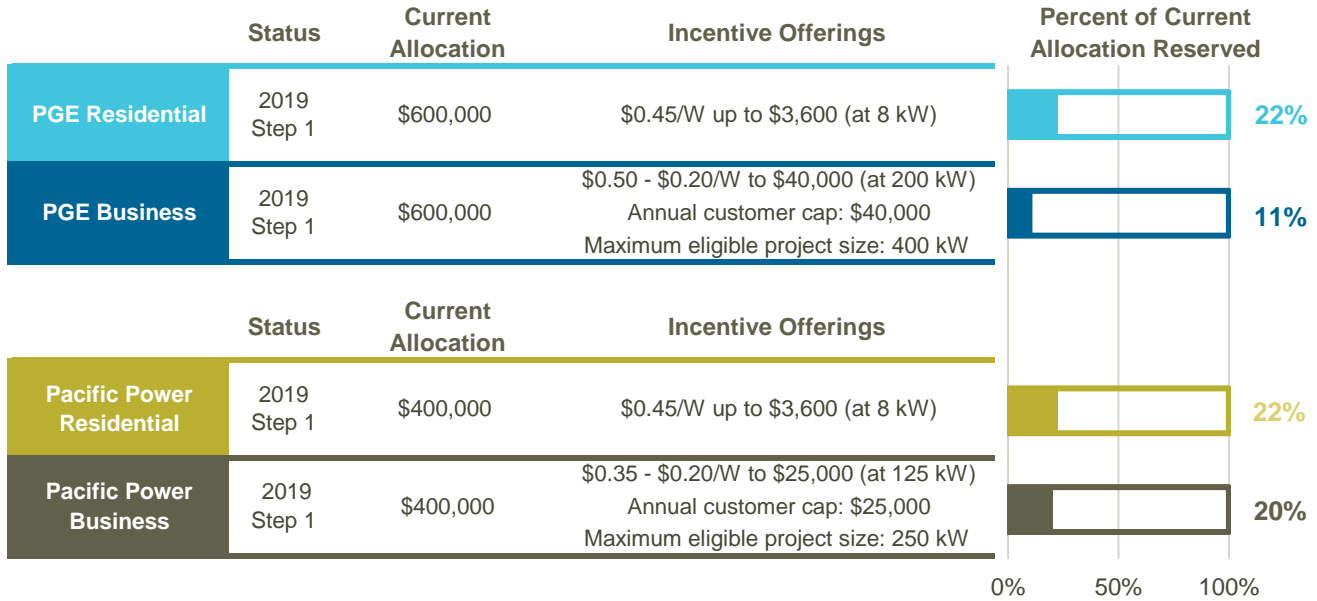 Status
Current
Allocation
Incentive Offerings
Percent of Current
Allocation Reserved
PGE Residential
2019
Step 1
$600,000
$0.45/W up to $3,600 (at 8 kW)
22%
PGE Business
2019
Step 1
$600,000
$0.50 - $0.20/W to $40,000 (at 200 kW)
Annual customer cap: $40,000
Maximum eligible project size: 400 kW
11%
Status
Current
Allocation
Incentive Offerings
Pacific Power
Residential
2019
Step 1
$400,000
$0.45/W up to $3,600 (at 8 kW)
22%
Pacific Power
Business
2019
Step 1
$400,000
$0.35 - $0.20/W to $25,000 (at 125 kW)
Annual customer cap: $25,000
Maximum eligible project size: 250 kW
20%
0% 50% 100%